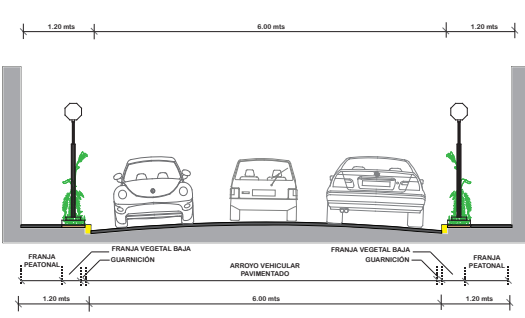 1.20 mts
6.00 mts
1.20 mts
FRANJA
PEATONAL
FRANJA VEGETAL BAJA
GUARNICIÓN
ARROYO VEHICULAR
PAVIMENTADO
FRANJA VEGETAL BAJA
GUARNICIÓN
FRANJA
PEATONAL
1.20 mts
6.00 mts
1.20 mts